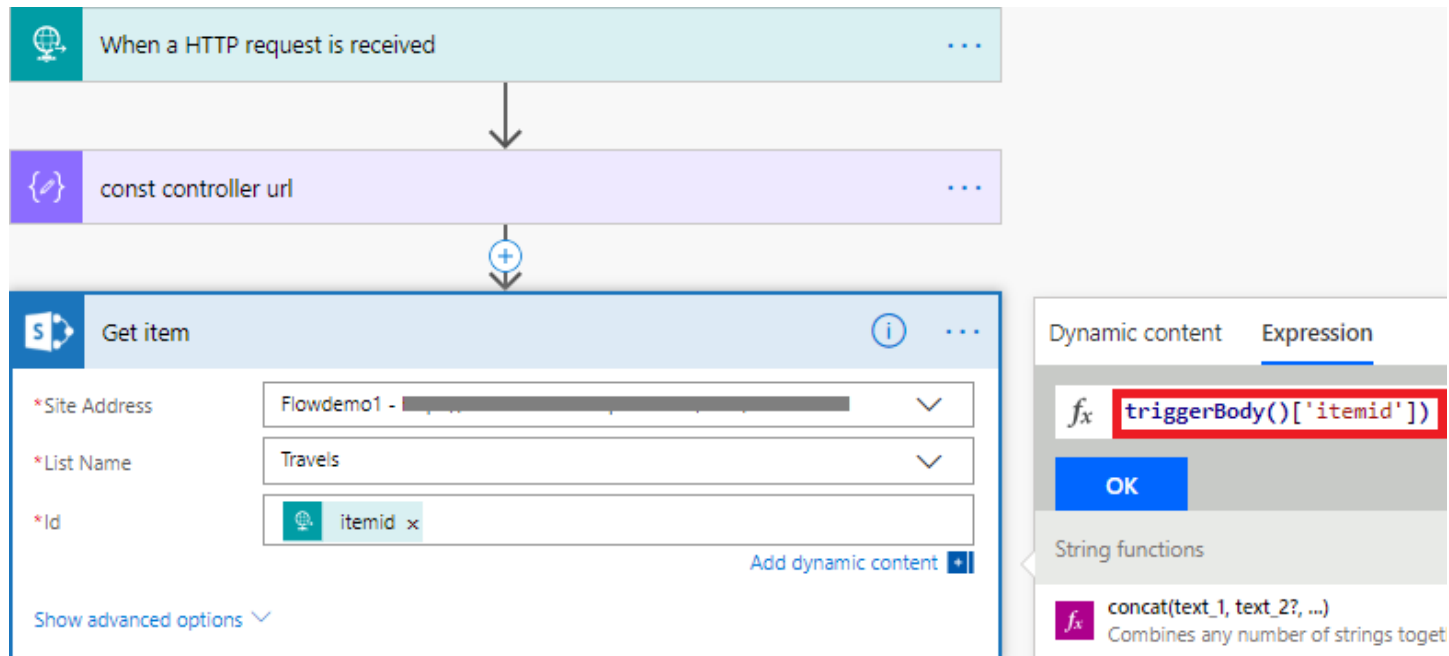 When a HTTP request is received
const controller url
Get item
*Site Address
Flowdemo1 -
*List Name
Travels
*Id
itemid ×
Add dynamic content
Show advanced options
Dynamic content Expression
fx triggerBody()['itemid'])
OK
String functions
fx concat(text_1, text_2?, ...)
Combines any number of strings toget